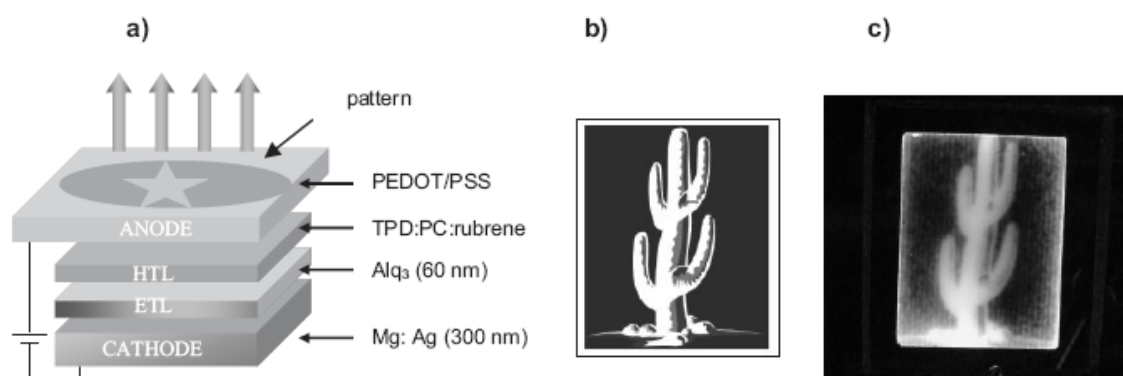 a)
b)
c)
pattern
PEDOT/PSS
ANODE
TPD:PC:rubrene
HTL
Alq₃ (60 nm)
ETL
Mg: Ag (300 nm)
CATHODE